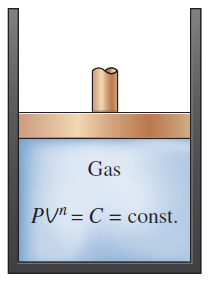 Gas
PVⁿ = C = const.